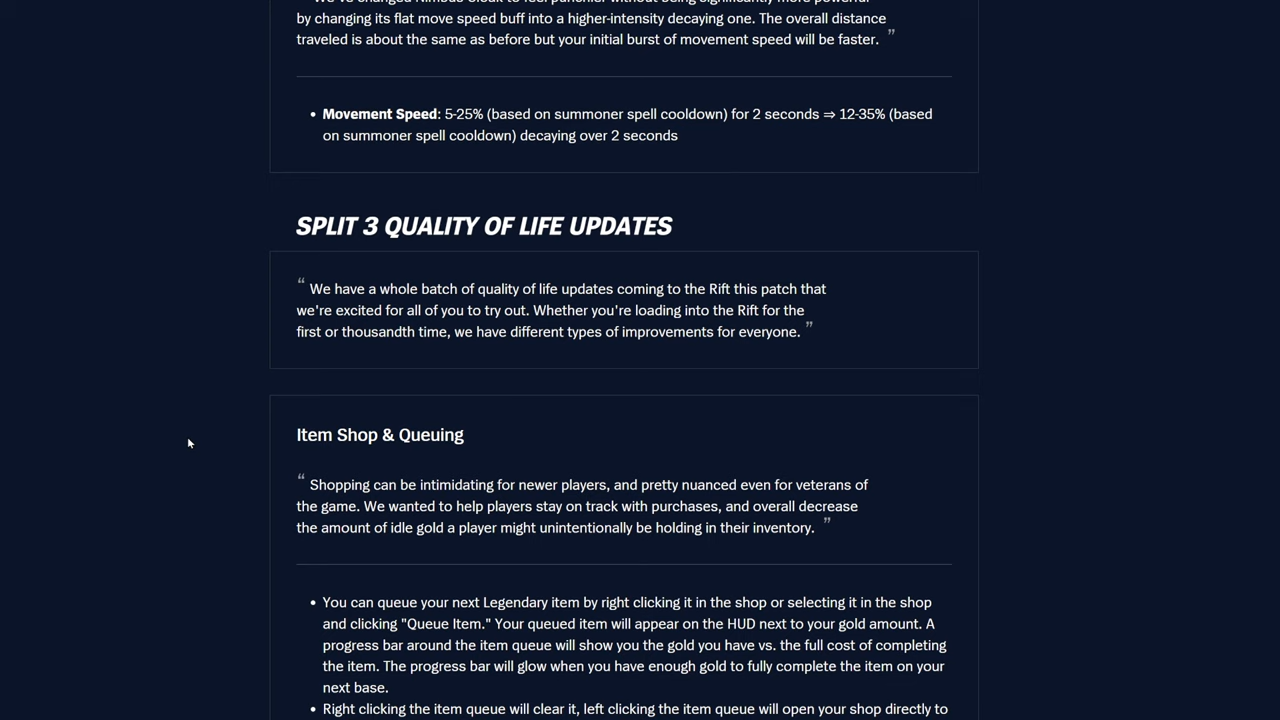 by changing its flat move speed buff into a higher-intensity decaying one. The overall distance
traveled is about the same as before but your initial burst of movement speed will be faster. ”
• Movement Speed: 5-25% (based on summoner spell cooldown) for 2 seconds ⇒ 12-35% (based
on summoner spell cooldown) decaying over 2 seconds
SPLIT 3 QUALITY OF LIFE UPDATES
“ We have a whole batch of quality of life updates coming to the Rift this patch that
we're excited for all of you to try out. Whether you're loading into the Rift for the
first or thousandth time, we have different types of improvements for everyone. ”
Item Shop & Queuing
“ Shopping can be intimidating for newer players, and pretty nuanced even for veterans of
the game. We wanted to help players stay on track with purchases, and overall decrease
the amount of idle gold a player might unintentionally be holding in their inventory. ”
• You can queue your next Legendary item by right clicking it in the shop or selecting it in the shop
and clicking "Queue Item." Your queued item will appear on the HUD next to your gold amount. A
progress bar around the item queue will show you the gold you have vs. the full cost of completing
the item. The progress bar will glow when you have enough gold to fully complete the item on your
next base.
• Right clicking the item queue will clear it, left clicking the item queue will open your shop directly to